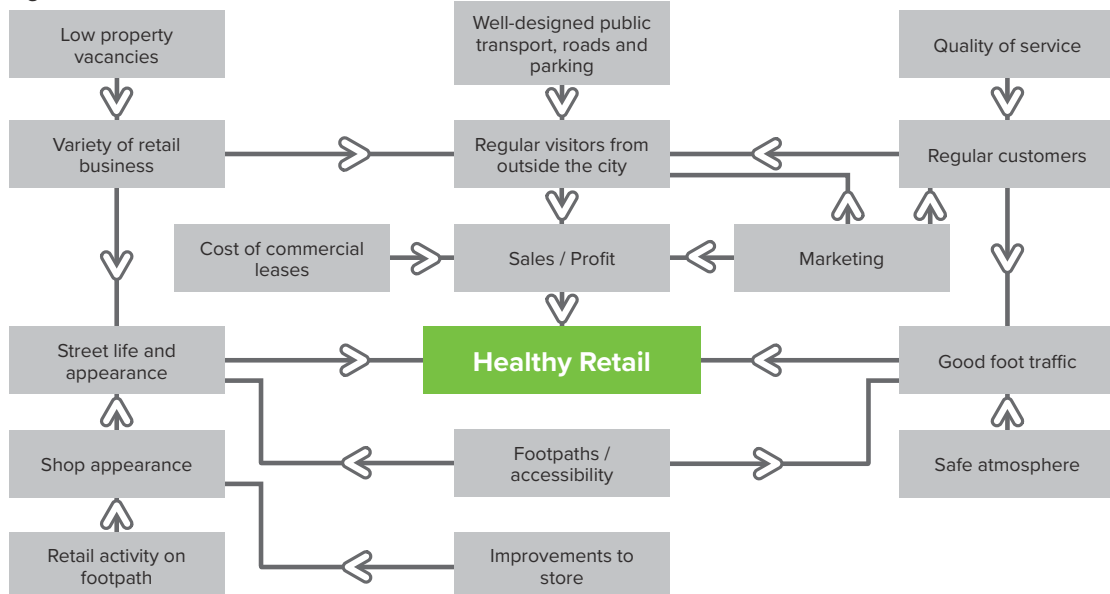 Low property
vacancies
Well-designed public
transport, roads and
parking
Quality of service
Variety of retail
business
Regular visitors from
outside the city
Regular customers
Cost of commercial
leases
Sales / Profit
Marketing
Street life and
appearance
Healthy Retail
Good foot traffic
Shop appearance
Footpaths /
accessibility
Safe atmosphere
Retail activity on
footpath
Improvements to
store